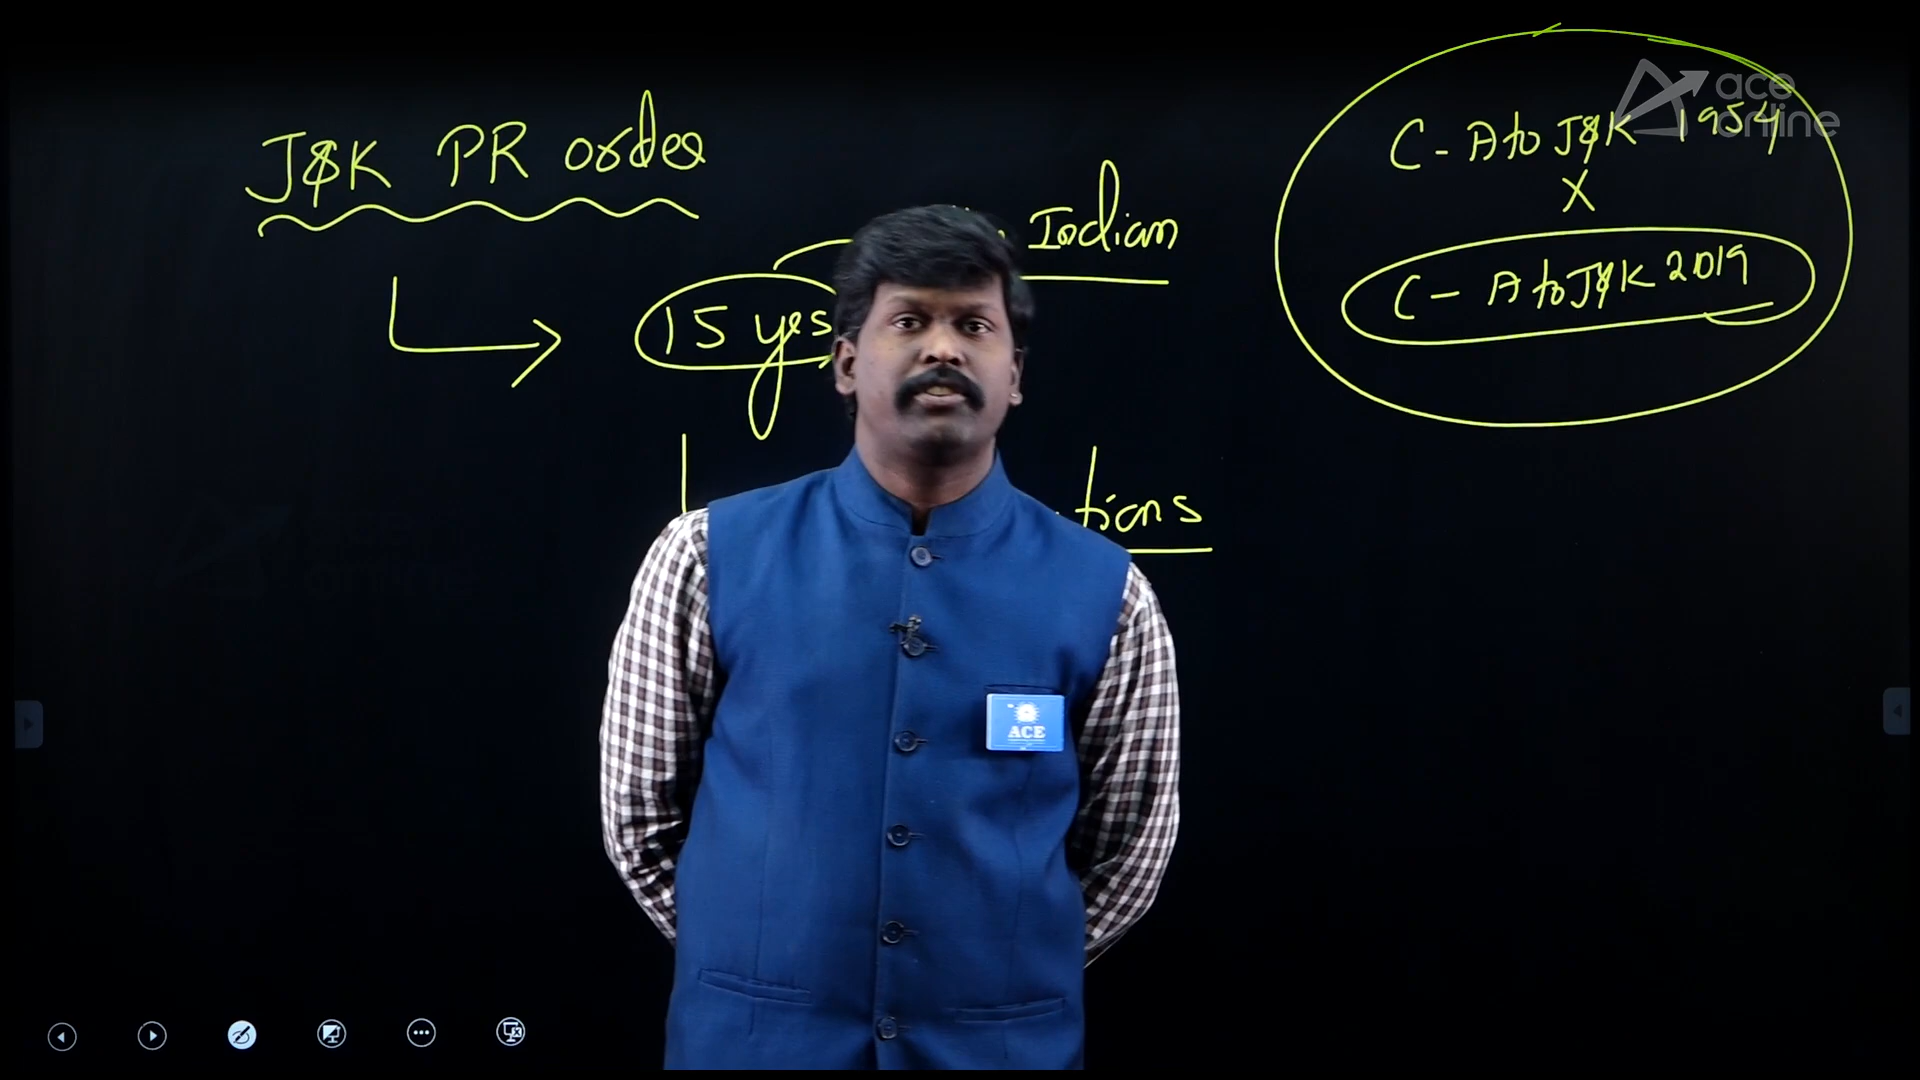 J&K PR order
Indian
15 yrs
tions
C - A to J&K 1954
X
C - A to J&K 2019
ace
online
ACE